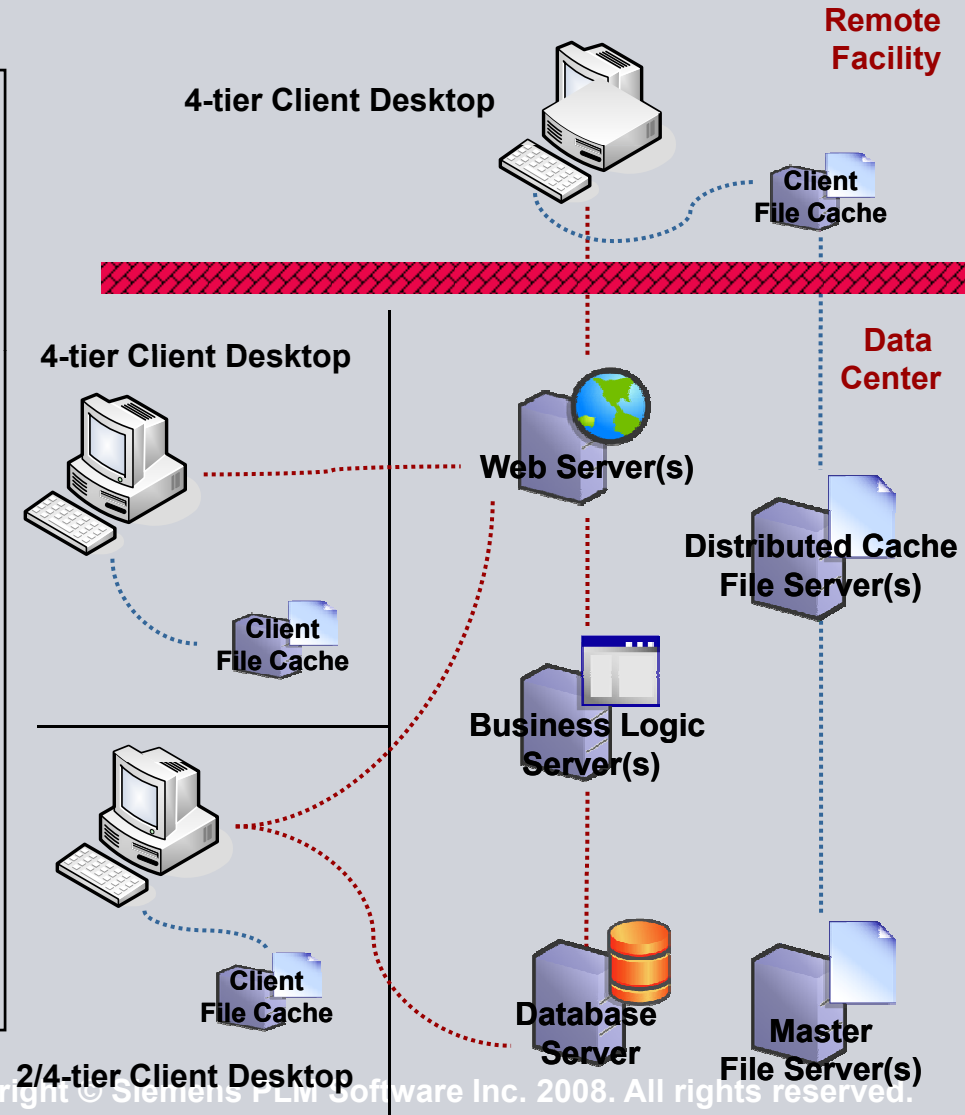 Remote
Facility
4-tier Client Desktop
Client
File Cache
4-tier Client Desktop
Data
Center
Web Server(s)
Distributed Cache
File Server(s)
Client
File Cache
Business Logic
Server(s)
Client
File Cache
Database
Server
Master
File Server(s)
2/4-tier Client Desktop
© Siemens PLM Software Inc. 2008. All rights reserved.